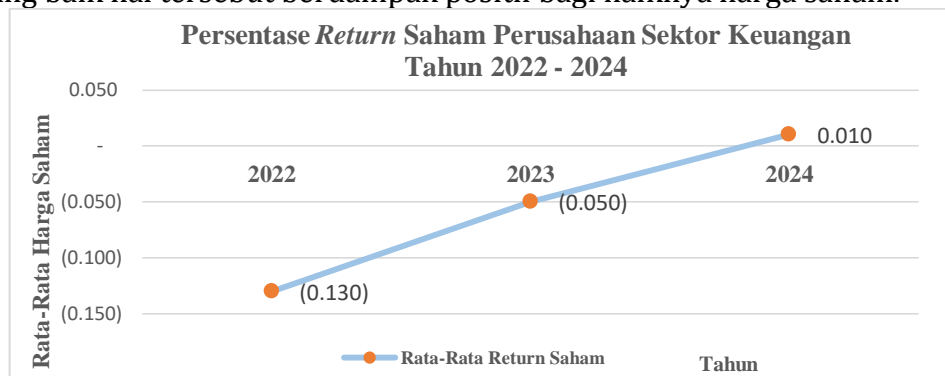 Persentase Return Saham Perusahaan Sektor Keuangan
Tahun 2022 - 2024
Rata-Rata Harga Saham
0.050
-
(0.050)
(0.100)
(0.150)
2022
2023
2024
(0.130)
(0.050)
0.010
Rata-Rata Return Saham
Tahun